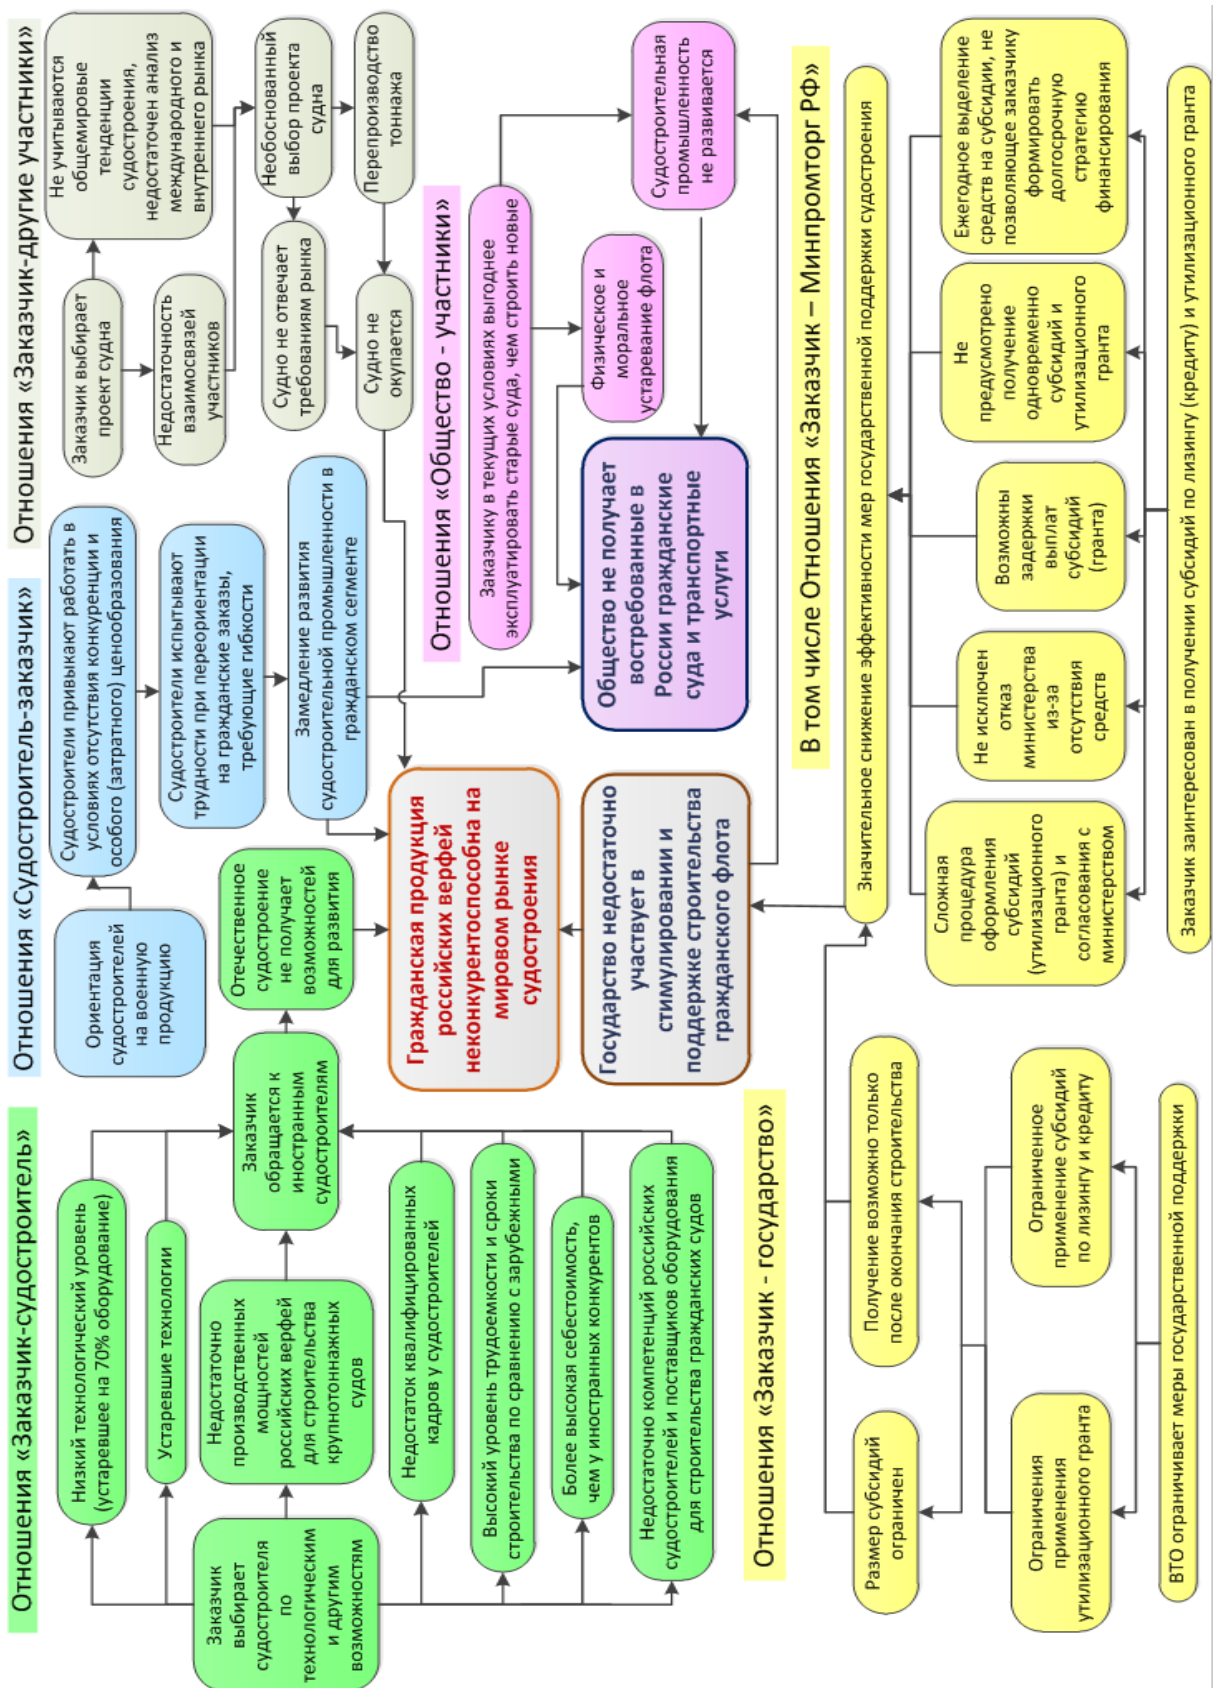 Отношения «Заказчик-судостроитель»
Заказчик
выбирает
судостроителя
по
технологическим
и другим
возможностям
Низкий технологический уровень
(устаревшее на 70% оборудование)
Устаревшие технологии
Недостаточно
производственных
мощностей
российских верфей
для строительства
крупнотоннажных
судов
Недостаток квалифицированных
кадров у судостроителей
Высокий уровень трудоемкости и сроки
строительства по сравнению с зарубежными
Более высокая себестоимость,
чем у иностранных конкурентов
Недостаточно компетенций российских
судостроителей и поставщиков оборудования
для строительства гражданских судов
Заказчик
обращается к
иностранным
судостроителям
Отечественное
судостроение
не получает
возможностей
для развития
Отношения «Судостроитель-заказчик»
Ориентация
судостроителей
на военную
продукцию
Судостроители привыкают работать в
условиях отсутствия конкуренции и
особого (затратного) ценообразования
Судостроители испытывают
трудности при переориентации
на гражданские заказы,
требующие гибкости
Замедление развития
судостроительной промышленности в
гражданском сегменте
Отношения «Заказчик-другие участники»
Заказчик выбирает
проект судна
Не учитываются
общемировые
тенденции
судостроения,
недостаточен анализ
международного и
внутреннего рынка
Недостаточность
взаимосвязей
участников
Необоснованный
выбор проекта
судна
Судно не отвечает
требованиям рынка
Перепроизводство
тоннажа
Судно не
окупается
Гражданская продукция
российских верфей
неконкурентоспособна на
мировом рынке
судостроения
Государство недостаточно
участвует в
стимулировании и
поддержке строительства
гражданского флота
Отношения «Общество - участники»
Заказчику в текущих условиях выгоднее
эксплуатировать старые суда, чем строить новые
Физическое и
моральное
устаревание флота
Судостроительная
промышленность
не развивается
Общество не получает
востребованные в
России гражданские
суда и транспортные
услуги
Отношения «Заказчик - государство»
Размер субсидий
ограничен
Получение возможно только
после окончания строительства
Ограничения
применения
утилизационного гранта
Ограниченное
применение субсидий
по лизингу и кредиту
ВТО ограничивает меры государственной поддержки
В том числе Отношения «Заказчик – Минпромторг РФ»
Значительное снижение эффективности мер государственной поддержки судостроения
Сложная
процедура
оформления
субсидий
(утилизационного
гранта) и
согласования с
министерством
Не исключен
отказ
министерства
из-за
отсутствия
средств
Возможны
задержки
выплат
субсидий
(гранта)
Не
предусмотрено
получение
одновременно
субсидий и
утилизационного
гранта
Ежегодное выделение
средств на субсидии, не
позволяющее заказчику
формировать
долгосрочную
стратегию
финансирования
Заказчик заинтересован в получении субсидий по лизингу (кредиту) и утилизационного гранта